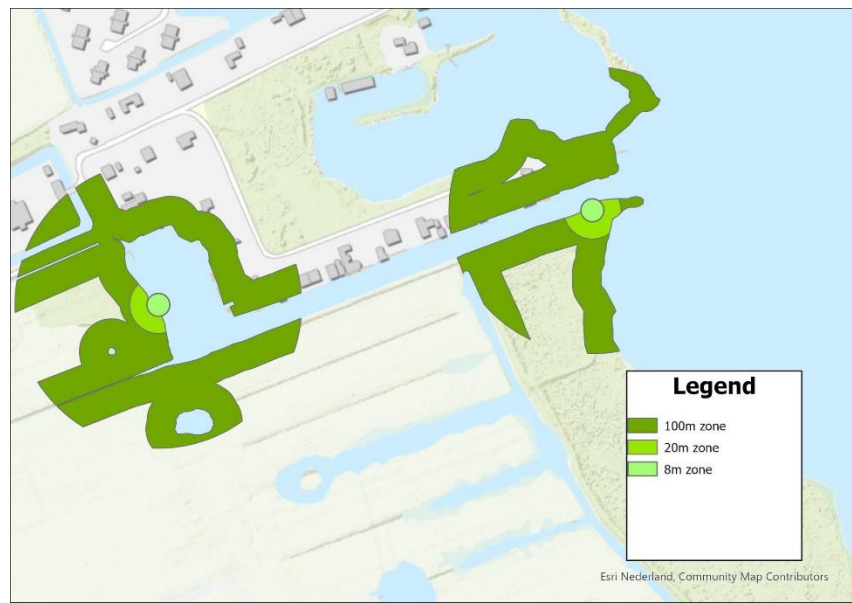 Legend
100m zone
20m zone
8m zone
Esri Nederland, Community Map Contributors